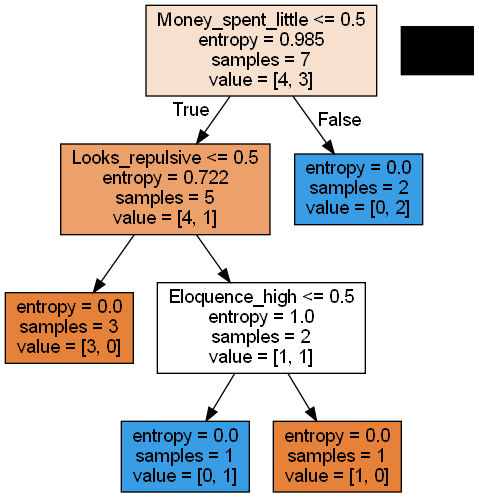 Money_spent_little <= 0.5
entropy = 0.985
samples = 7
value = [4, 3]
True
False
Looks_repulsive <= 0.5
entropy = 0.722
samples = 5
value = [4, 1]
entropy = 0.0
samples = 2
value = [0, 2]
entropy = 0.0
samples = 3
value = [3, 0]
Eloquence_high <= 0.5
entropy = 1.0
samples = 2
value = [1, 1]
entropy = 0.0
samples = 1
value = [0, 1]
entropy = 0.0
samples = 1
value = [1, 0]